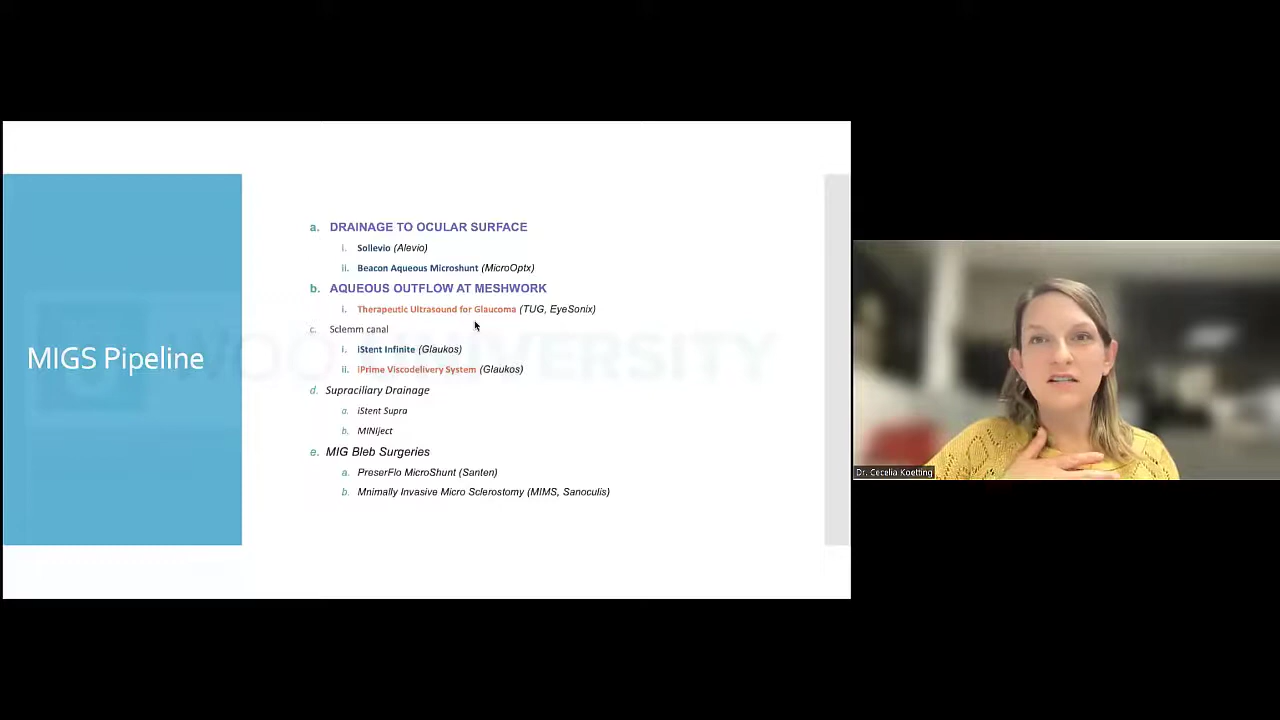 a. DRAINAGE TO OCULAR SURFACE
i. Sollevio (Alevio)
ii. Beacon Aqueous Microshunt (MicroOptx)
b. AQUEOUS OUTFLOW AT MESHWORK
i. Therapeutic Ultrasound for Glaucoma (TUG, EyeSonix)
c. Sclemm canal
i. iStent Infinite (Glaukos)
ii. iPrime Viscodelivery System (Glaukos)
d. Supraciliary Drainage
a. iStent Supra
b. MINIject
e. MIG Bleb Surgeries
a. PreserFlo MicroShunt (Santen)
b. Mnimally Invasive Micro Sclerostomy (MIMS, Sanoculis)
MIGS Pipeline
Dr. Cecelia Koetting